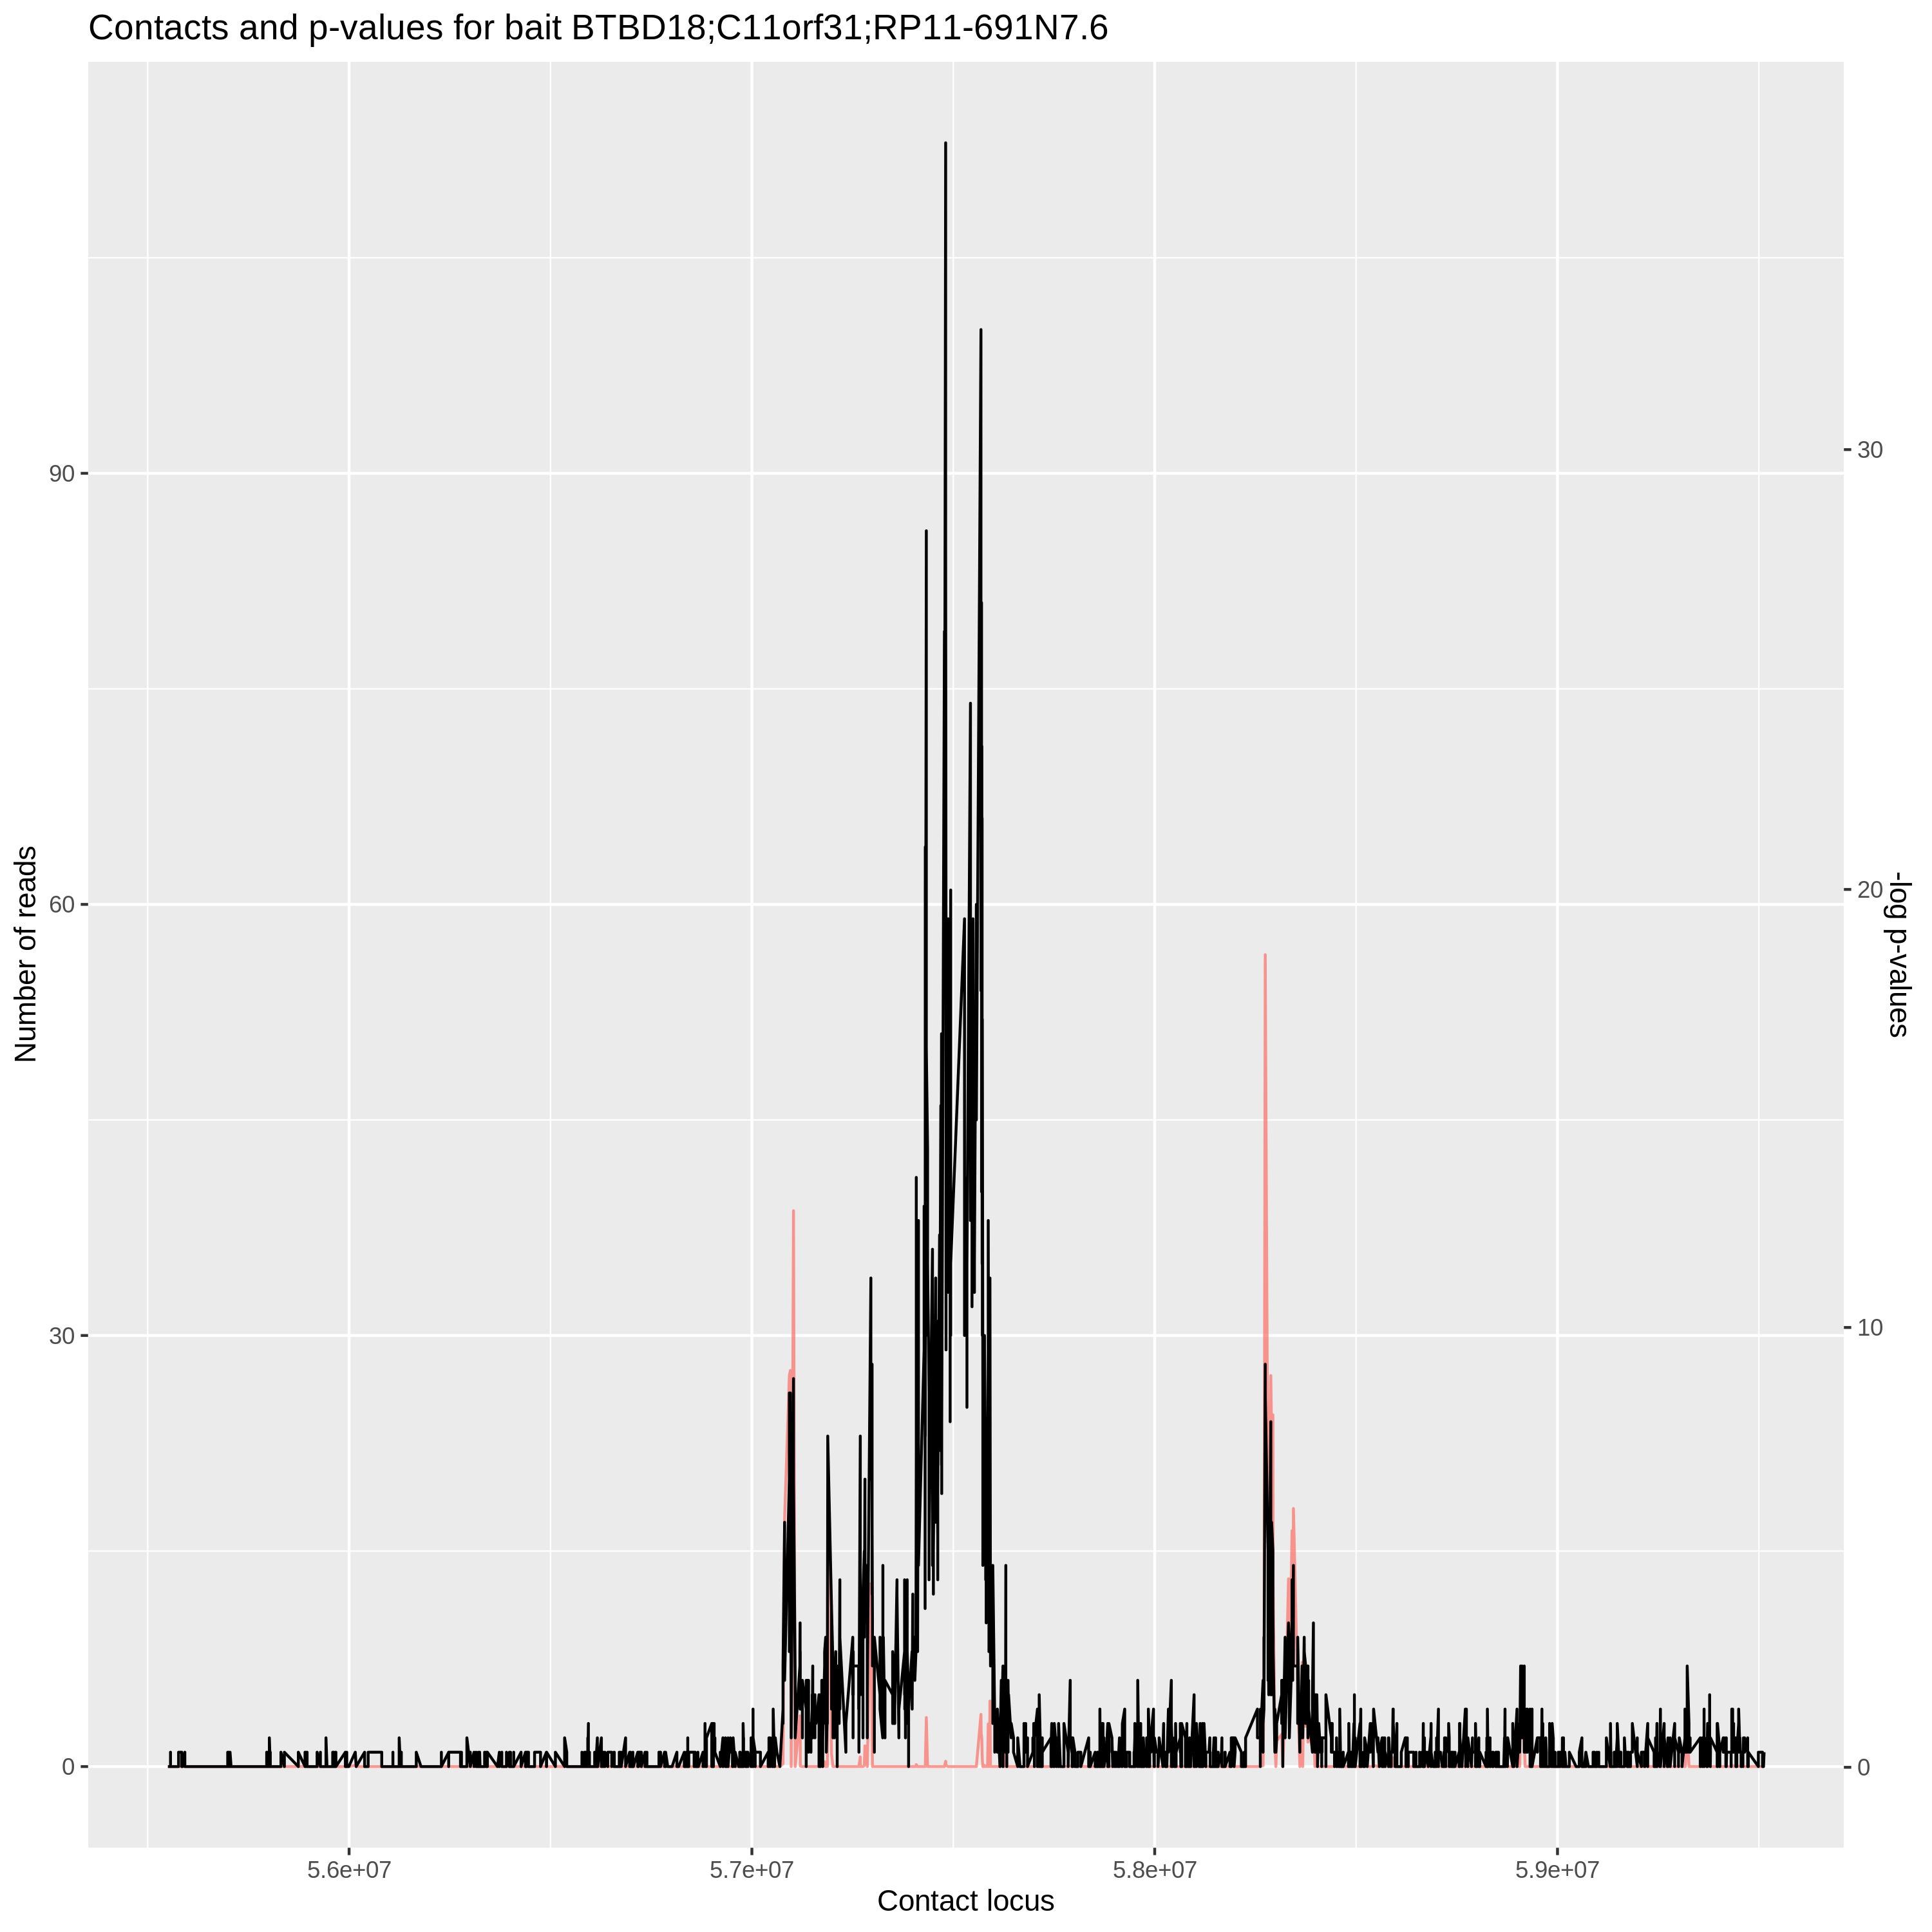 Contacts and p-values for bait BTBD18;C11orf31;RP11-691N7.6
90
60
30
0
Number of reads
30
20
10
0
-log p-values
5.6e+07
5.7e+07
5.8e+07
5.9e+07
Contact locus